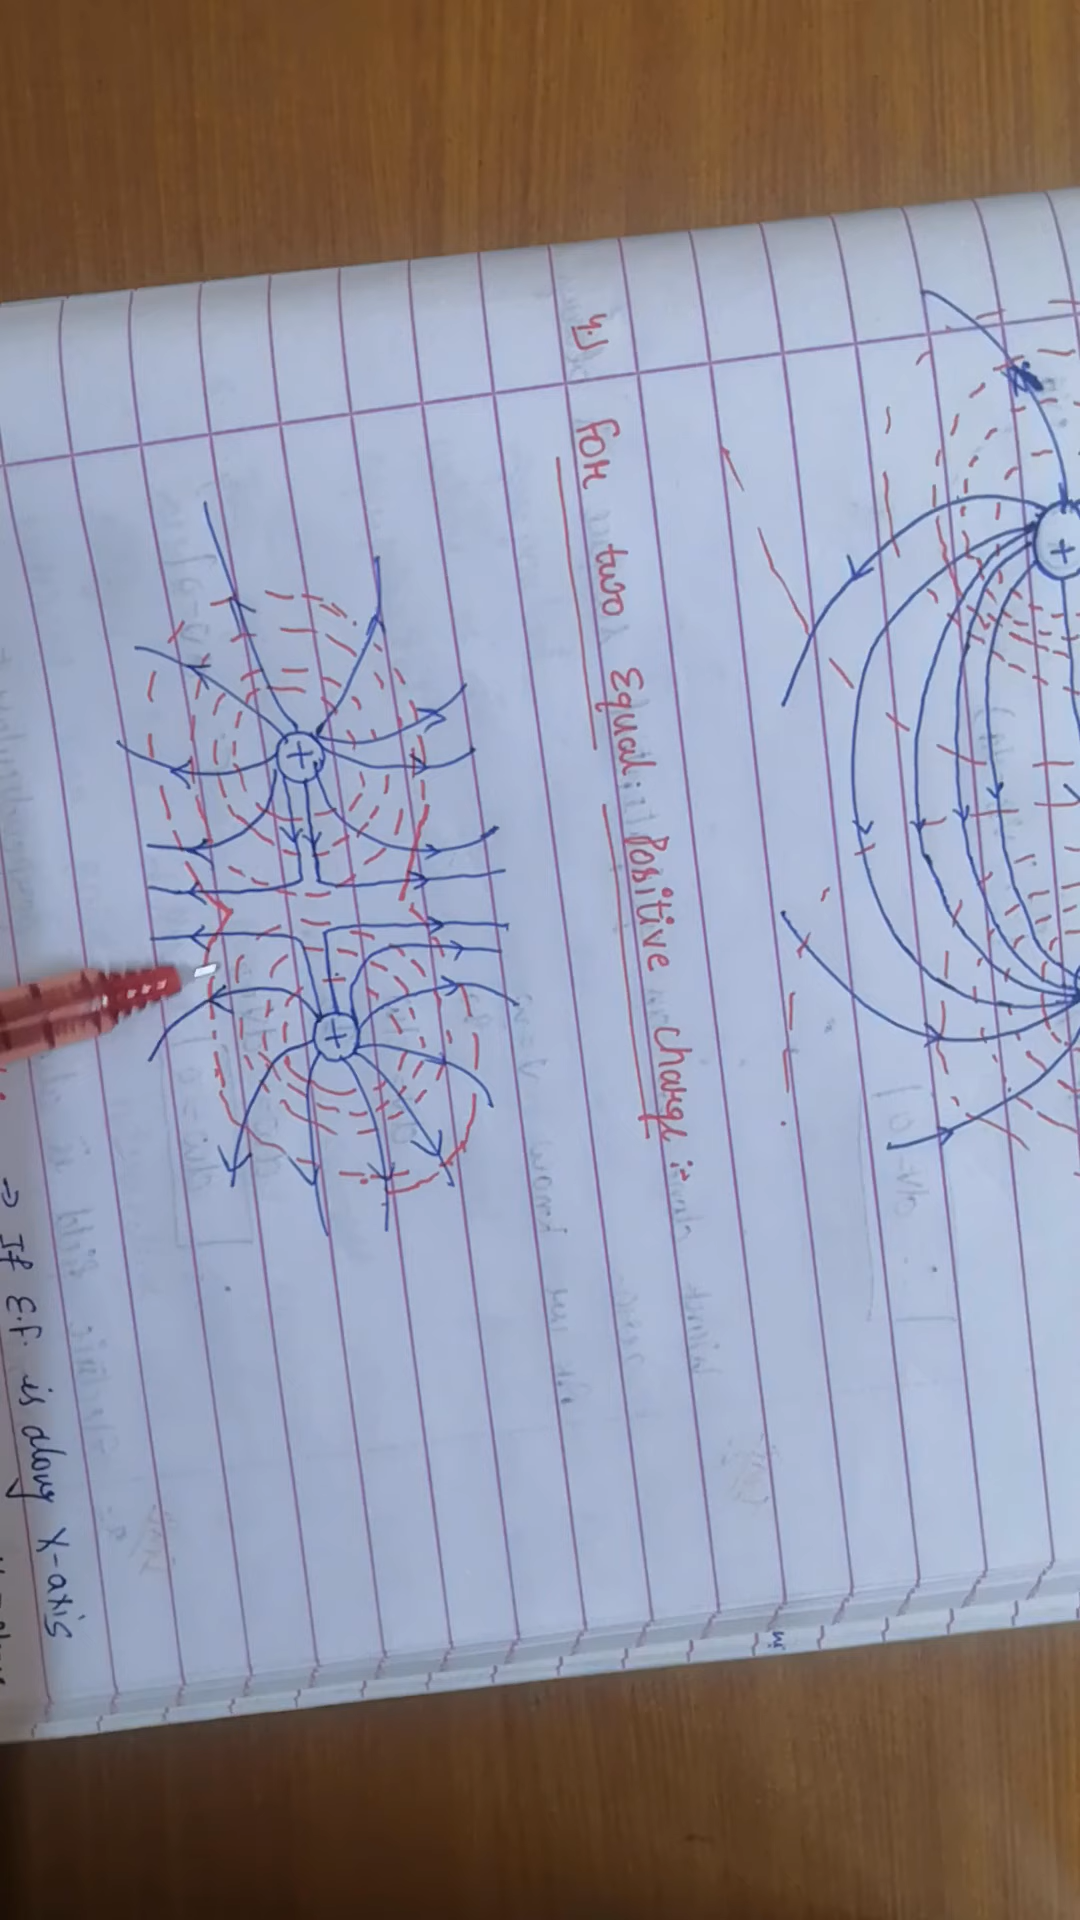 +
4.) for two Equal Positive charge :-
+
+
→ If E.F. is along X-axis